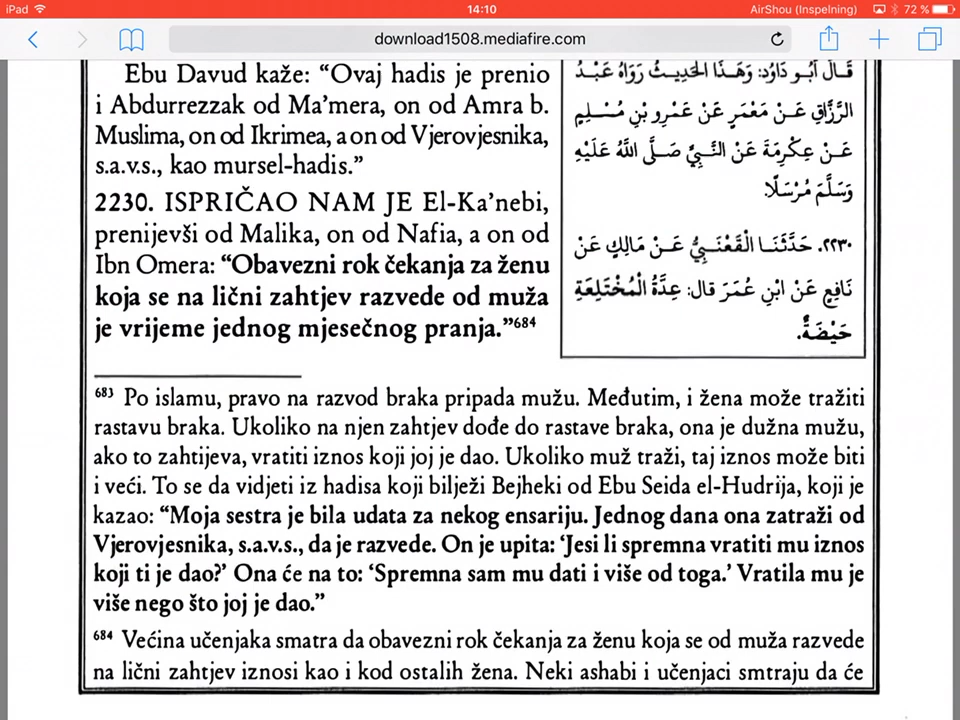 iPad 14:10 AirShou (Inspelning) 72 %
download1508.mediafire.com
Ebu Davud kaže: “Ovaj hadis je prenio
i Abdurrezzak od Ma’mera, on od Amra b.
Muslima, on od Ikrimea, a on od Vjerovjesnika,
s.a.v.s., kao mursel-hadis.”
2230. ISPRIČAO NAM JE El-Ka’nebi,
prenijevši od Malika, on od Nafia, a on od
Ibn Omera: “Obavezni rok čekanja za ženu
koja se na lični zahtjev razvede od muža
je vrijeme jednog mjesečnog pranja.”⁶⁸⁴
قَالَ أَبُو دَاوُد: وَهَذَا الْحَدِيثُ رَوَاهُ عَبْدُ
الرَّزَّاقِ عَنْ مَعْمَرٍ عَنْ عَمْرِو بْنِ مُسْلِمٍ
عَنْ عِكْرِمَةَ عَنْ النَّبِيِّ صَلَّى اللَّهُ عَلَيْهِ
وَسَلَّمَ مُرْسَلًا.
٢٢٣٠. حَدَّثَنَا الْقَعْنَبِيُّ عَنْ مَالِكٍ عَنْ
نَافِعٍ عَنْ ابْنِ عُمَرَ قال: عِدَّةُ الْمُخْتَلِعَةِ
حَيْضَةٌ.
⁶⁸³ Po islamu, pravo na razvod braka pripada mužu. Međutim, i žena može tražiti
rastavu braka. Ukoliko na njen zahtjev dođe do rastave braka, ona je dužna mužu,
ako to zahtijeva, vratiti iznos koji joj je dao. Ukoliko muž traži, taj iznos može biti
i veći. To se da vidjeti iz hadisa koji bilježi Bejheki od Ebu Seida el-Hudrija, koji je
kazao: “Moja sestra je bila udata za nekog ensariju. Jednog dana ona zatraži od
Vjerovjesnika, s.a.v.s., da je razvede. On je upita: ‘Jesi li spremna vratiti mu iznos
koji ti je dao?’ Ona će na to: ‘Spremna sam mu dati i više od toga.’ Vratila mu je
više nego što joj je dao.”
⁶⁸⁴ Većina učenjaka smatra da obavezni rok čekanja za ženu koja se od muža razvede
na lični zahtjev iznosi kao i kod ostalih žena. Neki ashabi i učenjaci smtraju da će